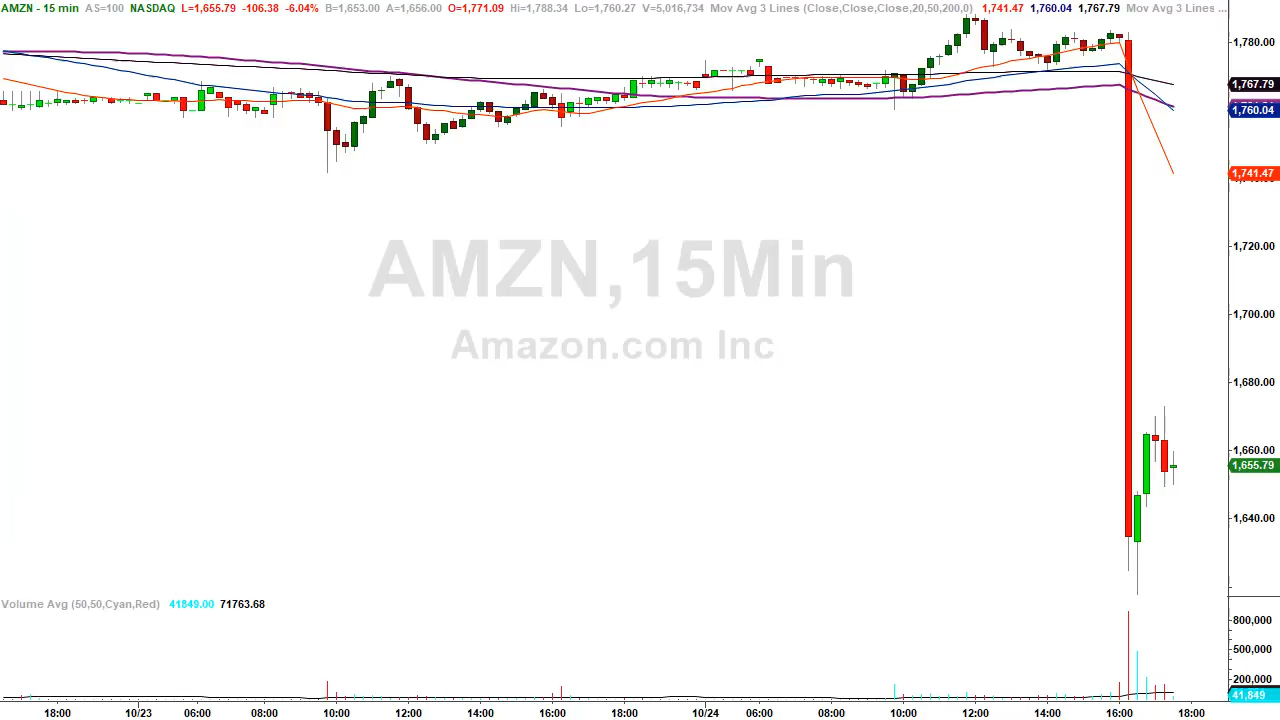 AMZN - 15 min AS=100 NASDAQ L=1,655.79 -106.38 -6.04% B=1,653.00 A=1,656.00 O=1,771.09 Hi=1,788.34 Lo=1,760.27 V=5,016,734 Mov Avg 3 Lines (Close,Close,Close,20,50,200,0) 1,741.47 1,760.04 1,767.79 Mov Avg 3 Lines ...
1,780.00
1,767.79
1,760.04
1,741.47
1,720.00
AMZN,15Min
1,700.00
Amazon.com Inc
1,680.00
1,660.00
1,655.79
1,640.00
Volume Avg (50,50,Cyan,Red) 41849.00 71763.68
800,000
500,000
200,000
41,849
18:00 10/23 06:00 08:00 10:00 12:00 14:00 16:00 18:00 10/24 06:00 08:00 10:00 12:00 14:00 16:00 18:00